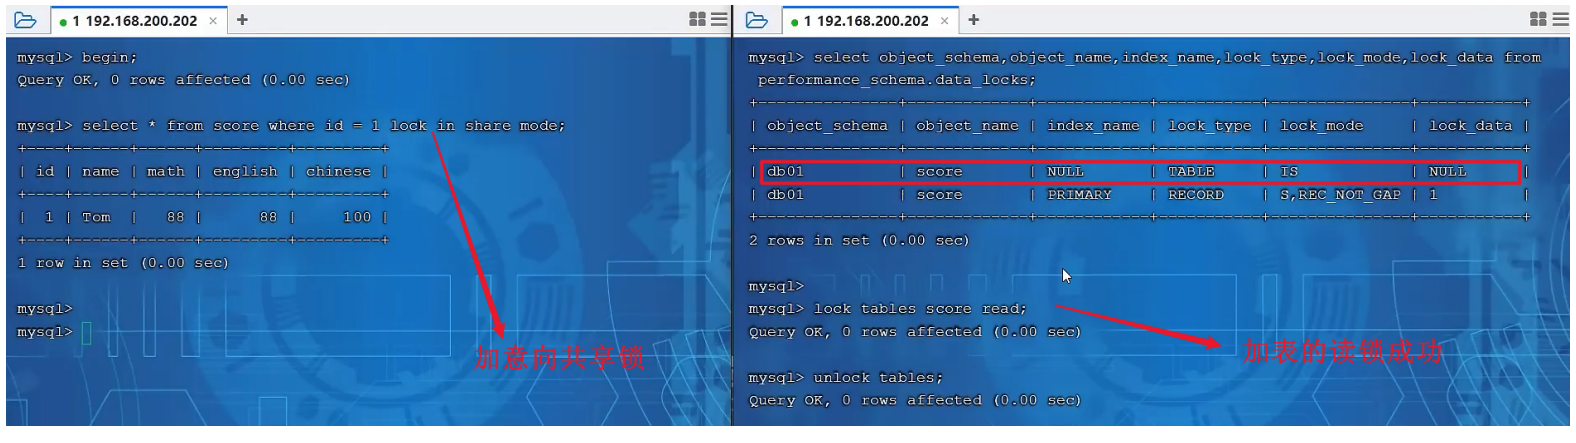 1 192.168.200.202 × +
mysql> begin;
Query OK, 0 rows affected (0.00 sec)
mysql> select * from score where id = 1 lock in share mode;
+----+------+------+---------+---------+
| id | name | math | english | chinese |
+----+------+------+---------+---------+
| 1 | Tom | 88 | 88 | 100 |
+----+------+------+---------+---------+
1 row in set (0.00 sec)
mysql>
mysql>
加意向共享锁
1 192.168.200.202 × +
mysql> select object_schema,object_name,index_name,lock_type,lock_mode,lock_data from
performance_schema.data_locks;
+---------------+-------------+------------+-----------+---------------+-----------+
| object_schema | object_name | index_name | lock_type | lock_mode | lock_data |
+---------------+-------------+------------+-----------+---------------+-----------+
| db01 | score | NULL | TABLE | IS | NULL |
| db01 | score | PRIMARY | RECORD | S,REC_NOT_GAP | 1 |
+---------------+-------------+------------+-----------+---------------+-----------+
2 rows in set (0.00 sec)
mysql>
mysql> lock tables score read;
Query OK, 0 rows affected (0.00 sec)
加表的读锁成功
mysql> unlock tables;
Query OK, 0 rows affected (0.00 sec)